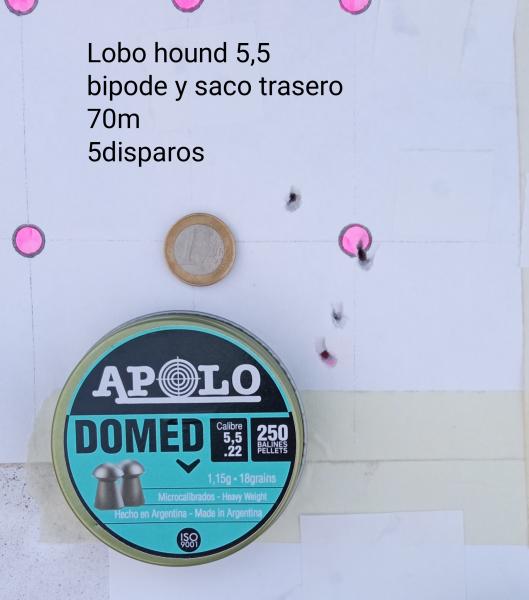 Lobo hound 5,5
bipode y saco trasero
70m
5disparos
APOLO
DOMED
Calibre
5,5
.22
250
BALINES
PELLETS
1,15g • 18grains
Microcalibrados - Heavy Weight
Hecho en Argentina - Made in Argentina
ISO
9001